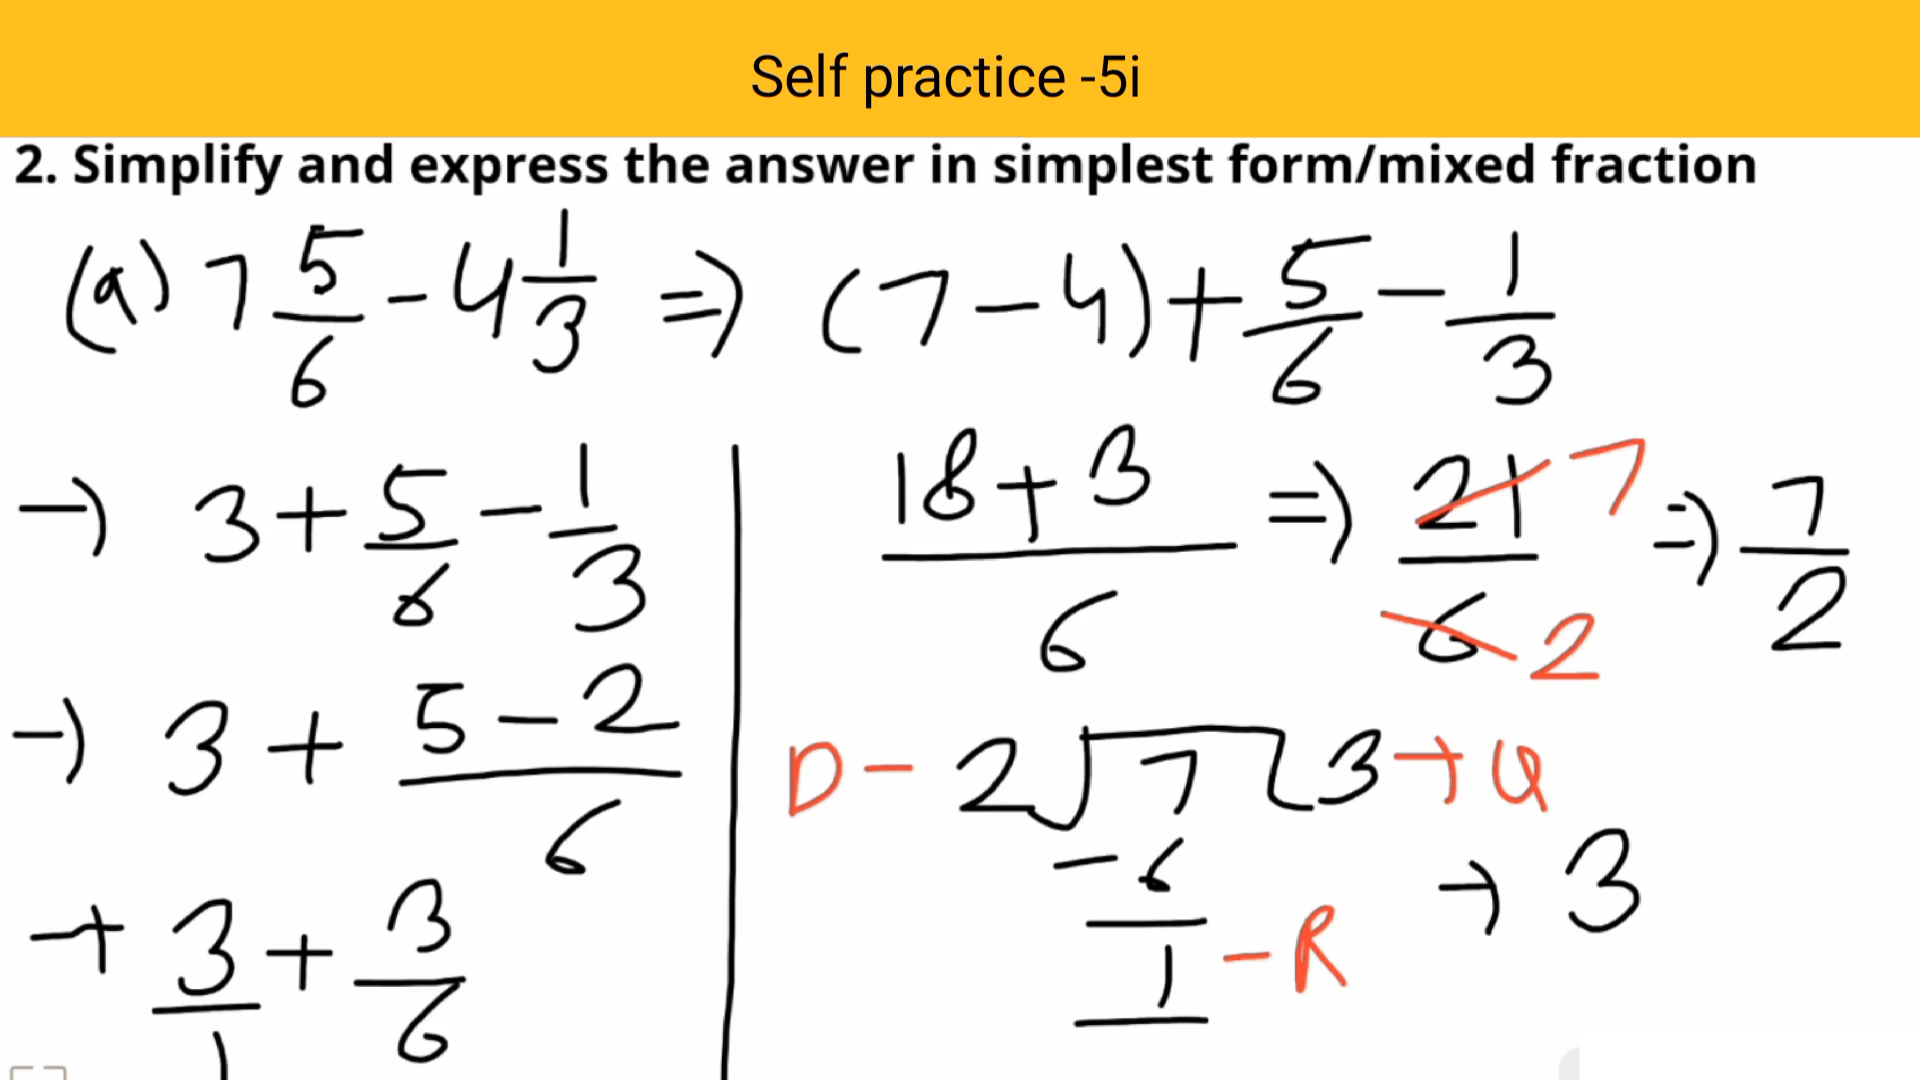 Self practice -5i
2. Simplify and express the answer in simplest form/mixed fraction
(a) 7 5/6 - 4 1/3 => (7 - 4) + 5/6 - 1/3
→ 3 + 5/6 - 1/3
→ 3 + 5 - 2/6
→ 3/1 + 3/6
18 + 3/6 => 21/6 7 2 => 7/2
D - 2 7 3 → Q
- 6
1 - R
→ 3